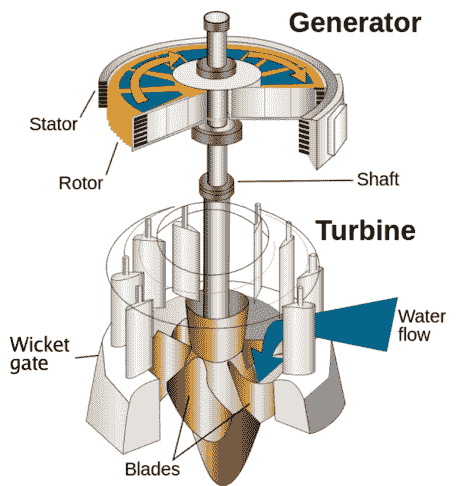 Generator
Stator
Rotor
Shaft
Turbine
Water
flow
Wicket
gate
Blades